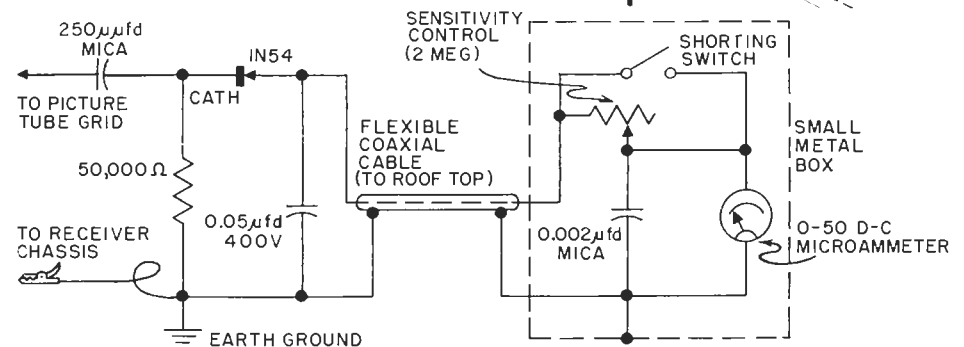 250µµfd
MICA
TO PICTURE
TUBE GRID
IN54
CATH
50,000Ω
0.05µfd
400V
TO RECEIVER
CHASSIS
EARTH GROUND
FLEXIBLE
COAXIAL
CABLE
(TO ROOF TOP)
SENSITIVITY
CONTROL
(2 MEG)
SHORTING
SWITCH
SMALL
METAL
BOX
0.002µfd
MICA
0-50 D-C
MICROAMMETER